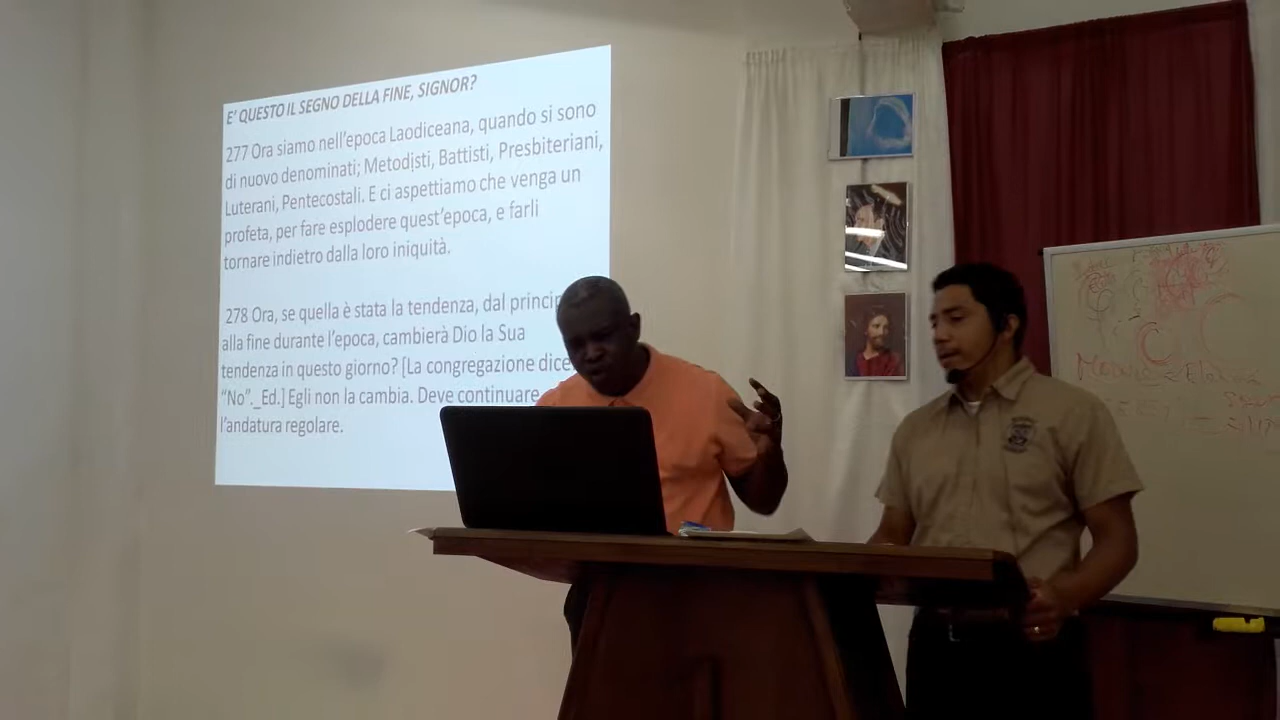 E' QUESTO IL SEGNO DELLA FINE, SIGNOR?
277 Ora siamo nell'epoca Laodiceana, quando si sono
di nuovo denominati; Metodisti, Battisti, Presbiteriani,
Luterani, Pentecostali. E ci aspettiamo che venga un
profeta, per fare esplodere quest'epoca, e farli
tornare indietro dalla loro iniquità.
278 Ora, se quella è stata la tendenza, dal
alla fine durante l'epoca, cambierà Dio la Sua
tendenza in questo giorno? [La congregazione dice
"No"._Ed.] Egli non la cambia. Deve continuare
l'andatura regolare.